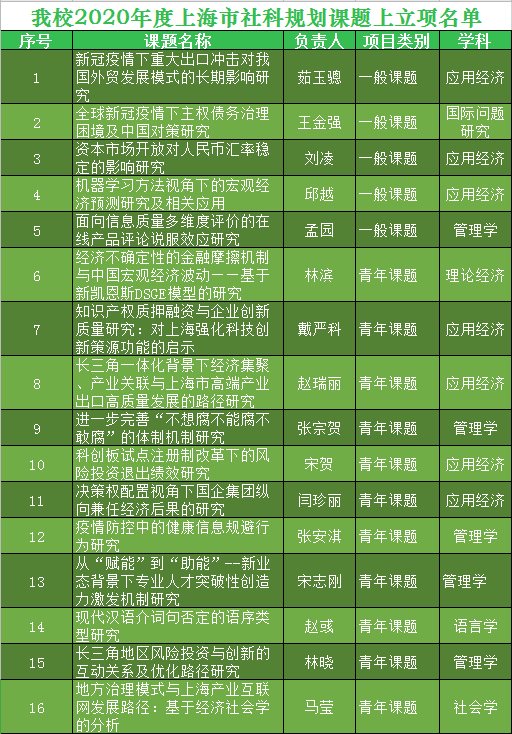 我校2020年度上海市社科规划课题上立项名单
序号 课题名称 负责人 项目类别 学科
1 新冠疫情下重大出口冲击对我国外贸发展模式的长期影响研究 茹玉骢 一般课题 应用经济
2 全球新冠疫情下主权债务治理困境及中国对策研究 王金强 一般课题 国际问题研究
3 资本市场开放对人民币汇率稳定的影响研究 刘凌 一般课题 应用经济
4 机器学习方法视角下的宏观经济预测研究及相关应用 邱越 一般课题 应用经济
5 面向信息质量多维度评价的在线产品评论说服效应研究 孟园 一般课题 管理学
6 经济不确定性的金融摩擦机制与中国宏观经济波动——基于新凯恩斯DSGE模型的研究 林滨 青年课题 理论经济
7 知识产权质押融资与企业创新质量研究：对上海强化科技创新策源功能的启示 戴严科 青年课题 应用经济
8 长三角一体化背景下经济集聚、产业关联与上海市高端产业出口高质量发展的路径研究 赵瑞丽 青年课题 应用经济
9 进一步完善“不想腐不能腐不敢腐”的体制机制研究 张宗贺 青年课题 管理学
10 科创板试点注册制改革下的风险投资退出绩效研究 宋贺 青年课题 应用经济
11 决策权配置视角下国企集团纵向兼任经济后果的研究 闫珍丽 青年课题 应用经济
12 疫情防控中的健康信息规避行为研究 张安淇 青年课题 管理学
13 从“赋能”到“助能”--新业态背景下专业人才突破性创造力激发机制研究 宋志刚 青年课题 管理学
14 现代汉语介词句否定的语序类型研究 赵彧 青年课题 语言学
15 长三角地区风险投资与创新的互动关系及优化路径研究 林晓 青年课题 管理学
16 地方治理模式与上海产业互联网发展路径：基于经济社会学的分析 马莹 青年课题 社会学